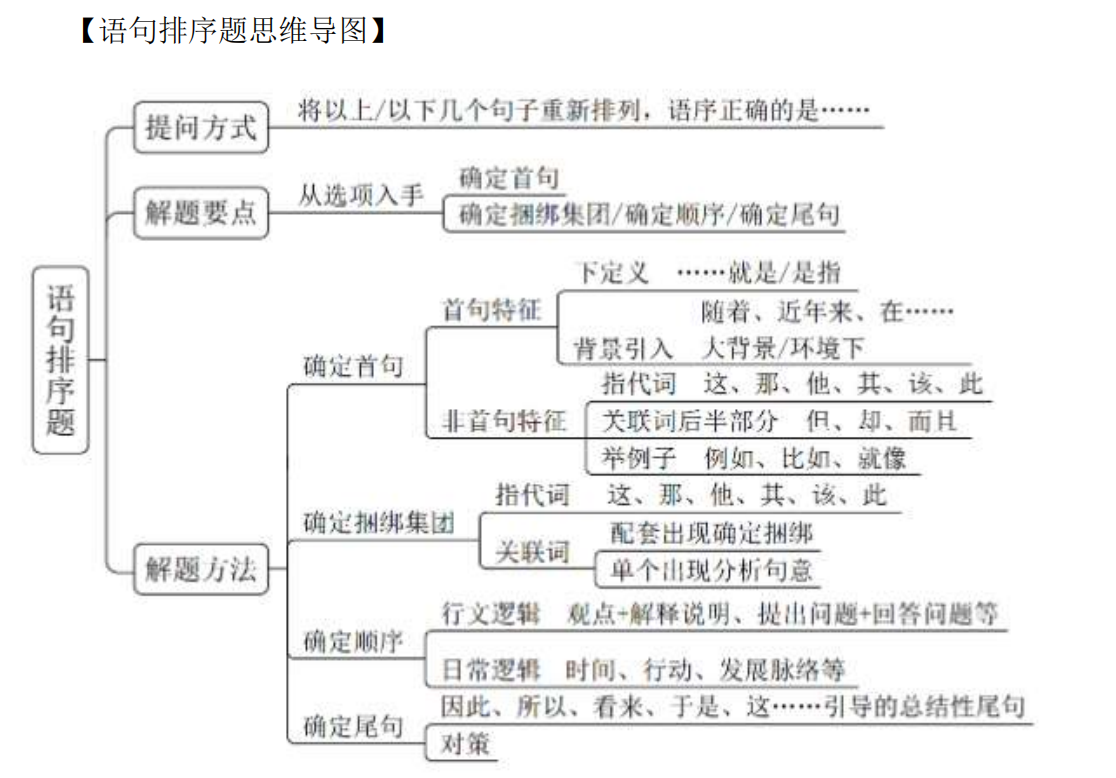 【语句排序题思维导图】
语句排序题
提问方式
将以上/以下几个句子重新排列，语序正确的是……
解题要点
从选项入手
确定首句
确定捆绑集团/确定顺序/确定尾句
解题方法
确定首句
首句特征
下定义 ……就是/是指
背景引入 随着、近年来、在……
大背景/环境下
非首句特征
指代词 这、那、他、其、该、此
关联词后半部分 但、却、而且
举例子 例如、比如、就像
确定捆绑集团
指代词 这、那、他、其、该、此
关联词
配套出现确定捆绑
单个出现分析句意
确定顺序
行文逻辑 观点+解释说明、提出问题+回答问题等
日常逻辑 时间、行动、发展脉络等
确定尾句
因此、所以、看来、于是、这……引导的总结性尾句
对策